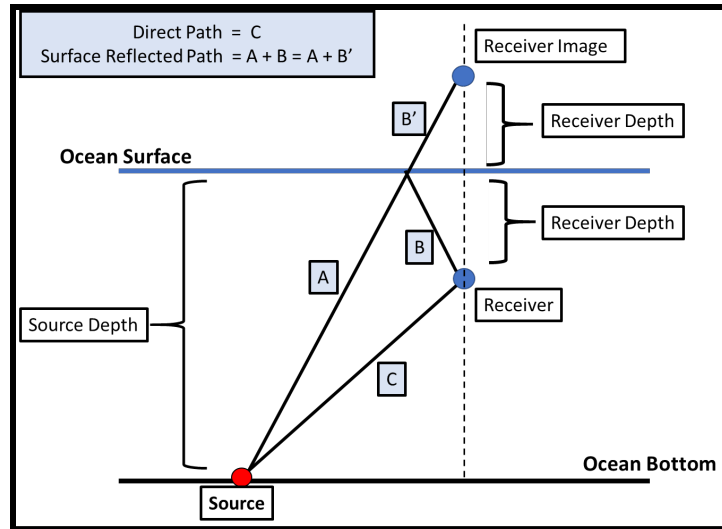 Direct Path = C
Surface Reflected Path = A + B = A + B’
Receiver Image
B’
Receiver Depth
Ocean Surface
Receiver Depth
B
A
Receiver
Source Depth
C
Ocean Bottom
Source